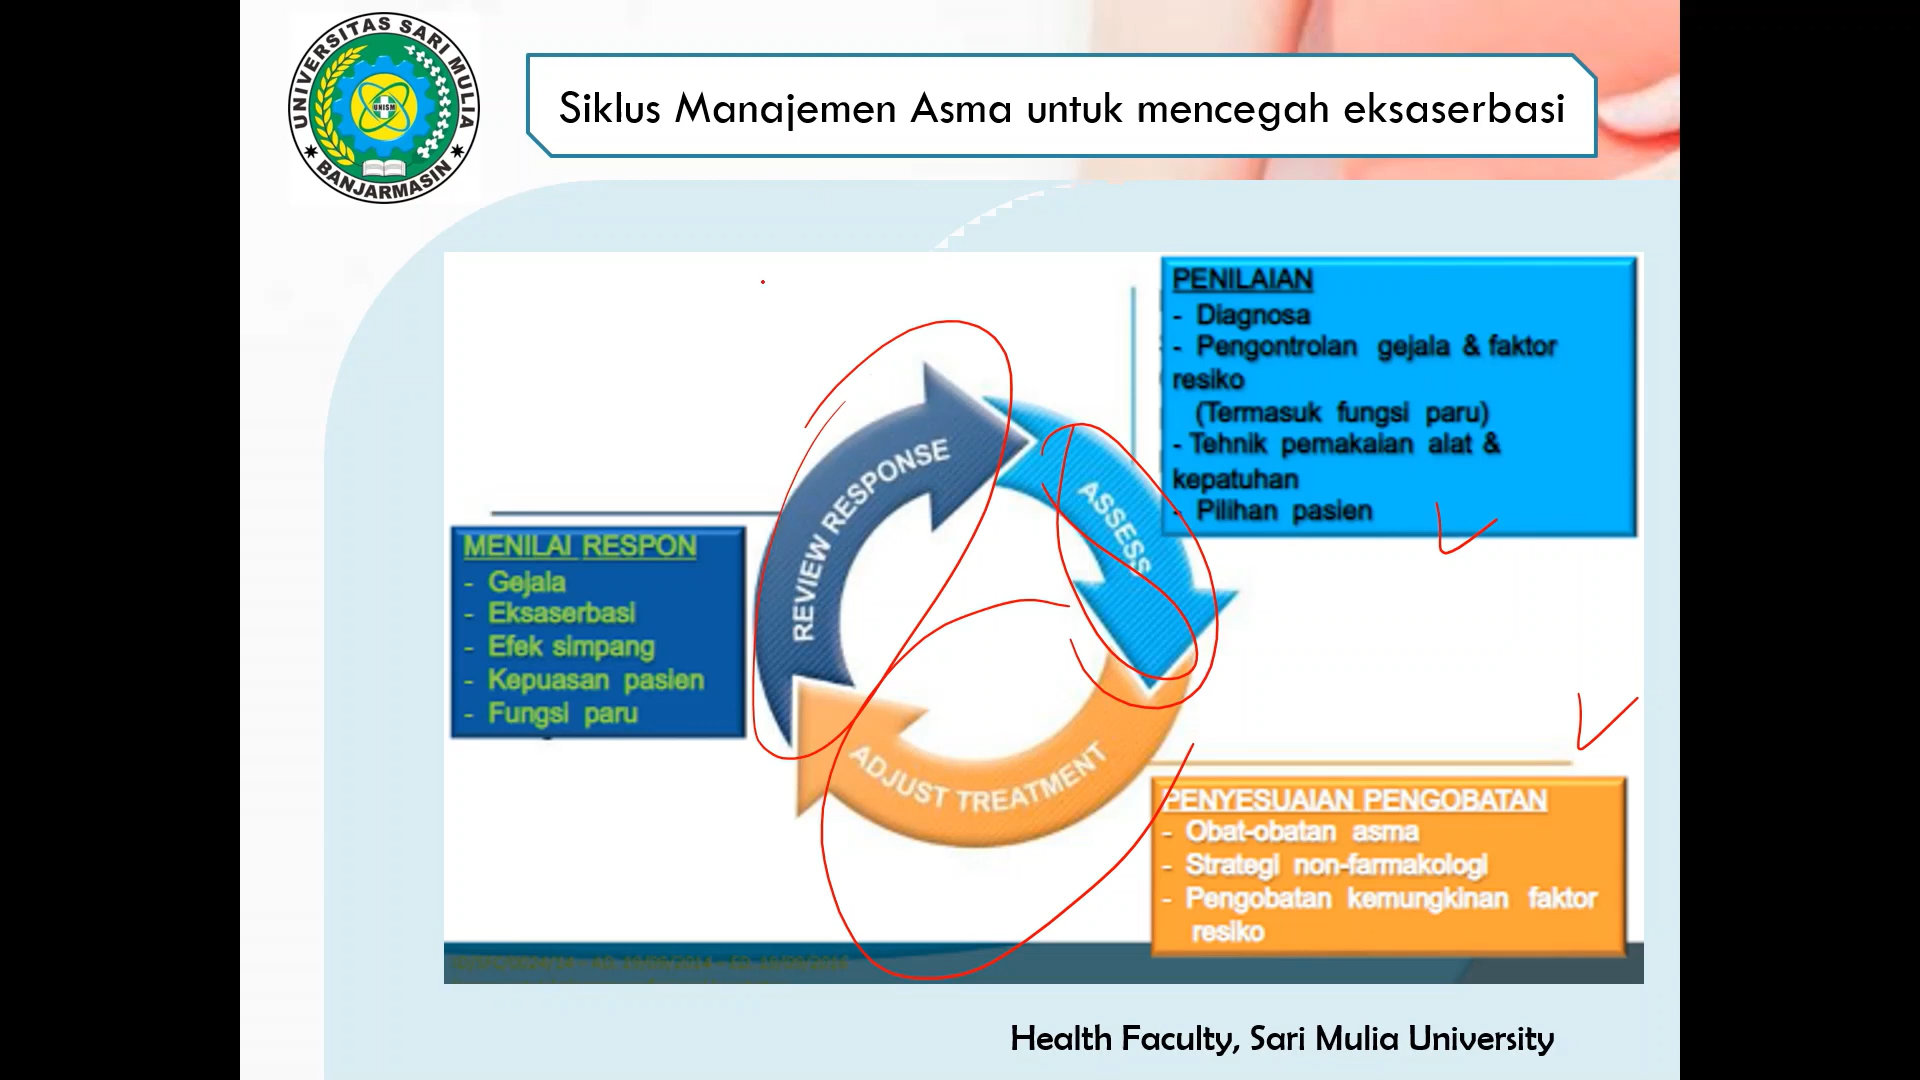 UNIVERSITAS SARI MULIA
UNISM
BANJARMASIN
Siklus Manajemen Asma untuk mencegah eksaserbasi
PENILAIAN
- Diagnosa
- Pengontrolan gejala & faktor
resiko
(Termasuk fungsi paru)
- Tehnik pemakaian alat &
kepatuhan
- Pilihan pasien
REVIEW RESPONSE
ASSESS
ADJUST TREATMENT
MENILAI RESPON
- Gejala
- Eksaserbasi
- Efek simpang
- Kepuasan pasien
- Fungsi paru
PENYESUAIAN PENGOBATAN
- Obat-obatan asma
- Strategi non-farmakologi
- Pengobatan kemungkinan faktor
resiko
Health Faculty, Sari Mulia University